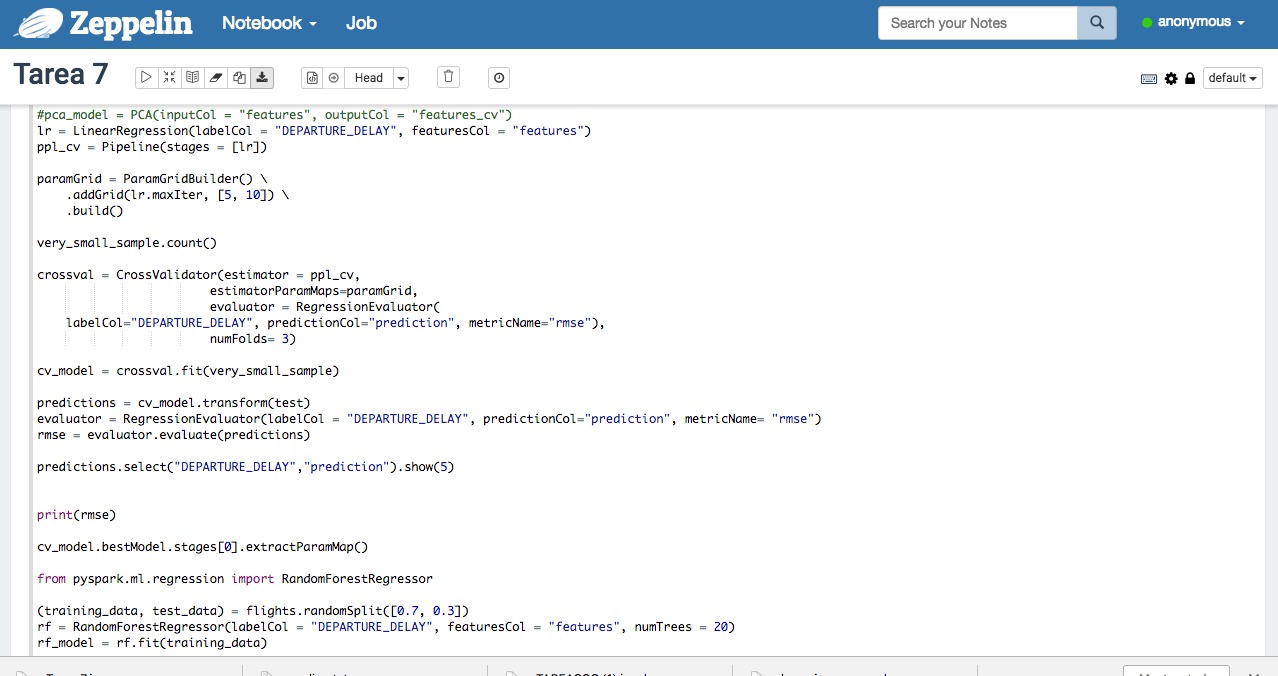 Zeppelin Notebook Job Search your Notes anonymous
Tarea 7 Head default
#pca_model = PCA(inputCol = "features", outputCol = "features_cv")
lr = LinearRegression(labelCol = "DEPARTURE_DELAY", featuresCol = "features")
ppl_cv = Pipeline(stages = [lr])
paramGrid = ParamGridBuilder() \
.addGrid(lr.maxIter, [5, 10]) \
.build()
very_small_sample.count()
crossval = CrossValidator(estimator = ppl_cv,
estimatorParamMaps=paramGrid,
evaluator = RegressionEvaluator(
labelCol="DEPARTURE_DELAY", predictionCol="prediction", metricName="rmse"),
numFolds= 3)
cv_model = crossval.fit(very_small_sample)
predictions = cv_model.transform(test)
evaluator = RegressionEvaluator(labelCol = "DEPARTURE_DELAY", predictionCol="prediction", metricName= "rmse")
rmse = evaluator.evaluate(predictions)
predictions.select("DEPARTURE_DELAY","prediction").show(5)
print(rmse)
cv_model.bestModel.stages[0].extractParamMap()
from pyspark.ml.regression import RandomForestRegressor
(training_data, test_data) = flights.randomSplit([0.7, 0.3])
rf = RandomForestRegressor(labelCol = "DEPARTURE_DELAY", featuresCol = "features", numTrees = 20)
rf_model = rf.fit(training_data)